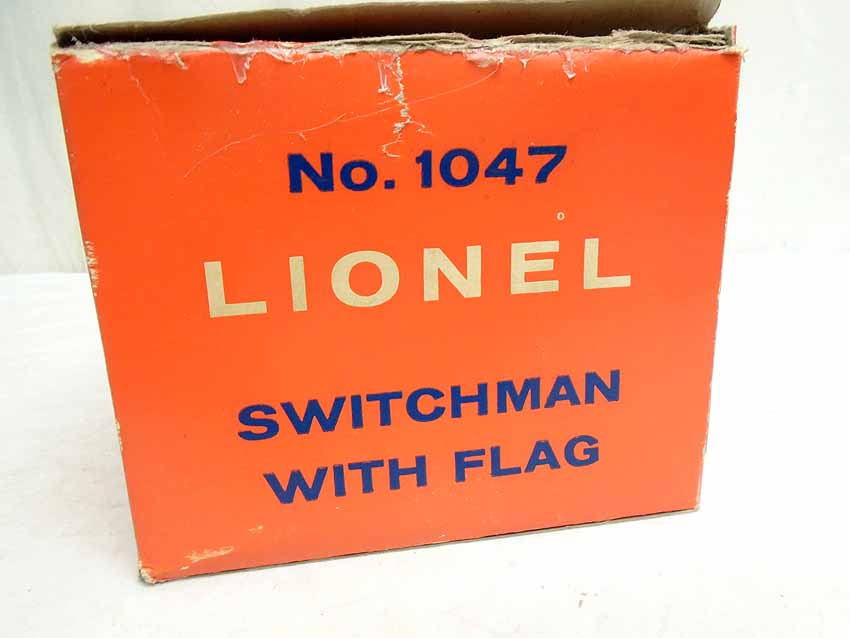 No. 1047
LIONEL
SWITCHMAN
WITH FLAG